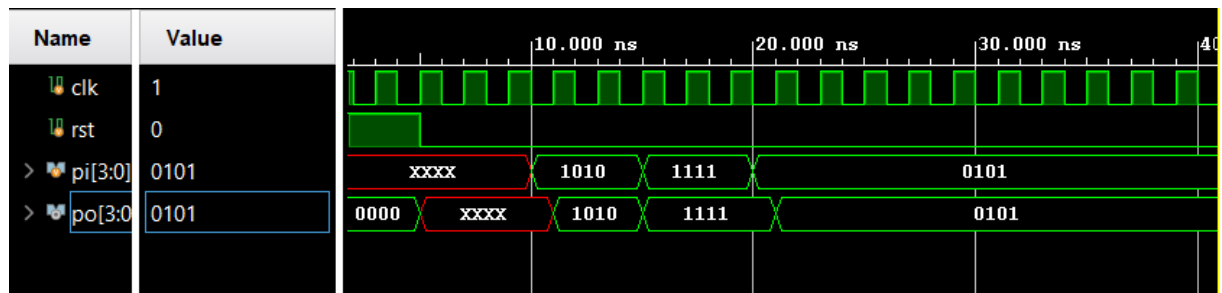 Name Value
10.000 ns 20.000 ns 30.000 ns 40
clk 1
rst 0
pi[3:0] 0101 XXXX 1010 1111 0101
po[3:0 0101 0000 XXXX 1010 1111 0101